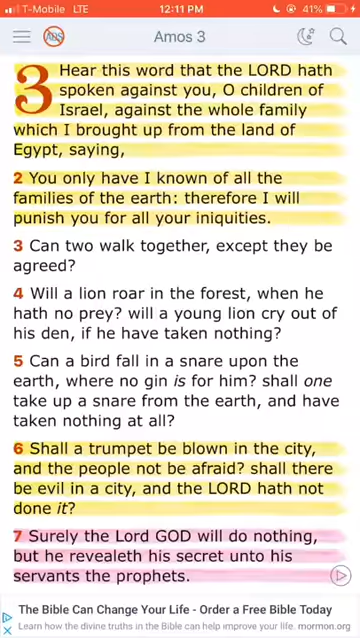 T-Mobile LTE 12:11 PM 41%
ADS Amos 3
3 Hear this word that the LORD hath
spoken against you, O children of
Israel, against the whole family
which I brought up from the land of
Egypt, saying,
2 You only have I known of all the
families of the earth: therefore I will
punish you for all your iniquities.
3 Can two walk together, except they be
agreed?
4 Will a lion roar in the forest, when he
hath no prey? will a young lion cry out of
his den, if he have taken nothing?
5 Can a bird fall in a snare upon the
earth, where no gin is for him? shall one
take up a snare from the earth, and have
taken nothing at all?
6 Shall a trumpet be blown in the city,
and the people not be afraid? shall there
be evil in a city, and the LORD hath not
done it?
7 Surely the Lord GOD will do nothing,
but he revealeth his secret unto his
servants the prophets.
The Bible Can Change Your Life - Order a Free Bible Today
Learn how the divine truths in the Bible can help improve your life. mormon.org